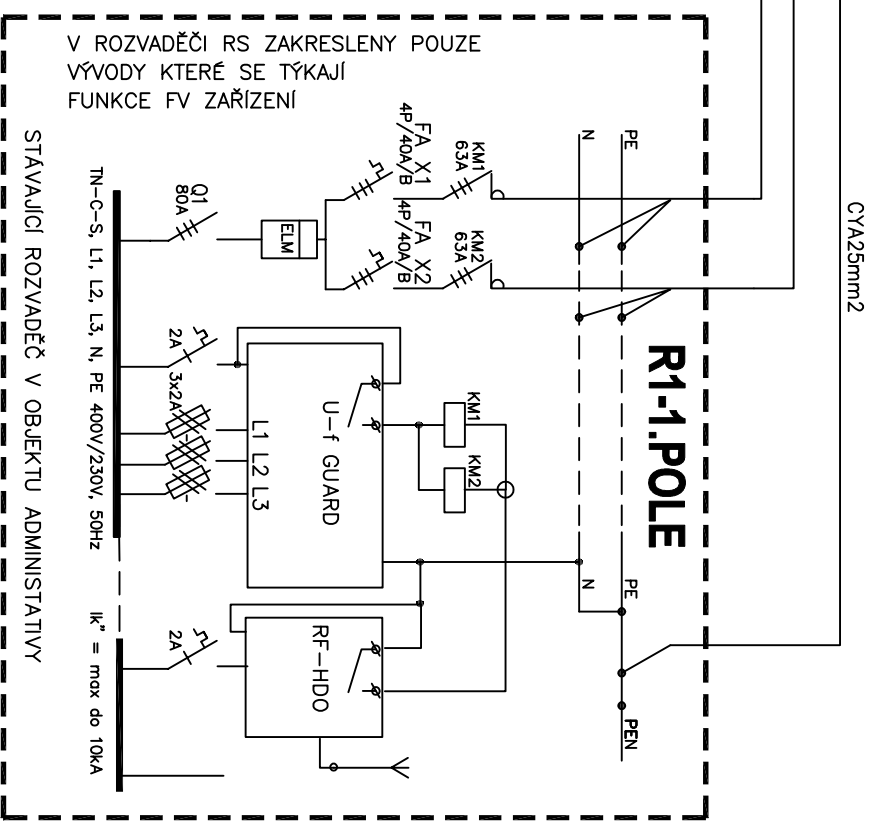 V ROZVADĚČI RS ZAKRESLENY POUZE
VÝVODY KTERÉ SE TÝKAJÍ
FUNKCE FV ZAŘÍZENÍ
CYA25mm2
R1-1.POLE
PE
N
PE
N
PEN
KM1
63A
KM2
63A
FA X1
4P/40A/B
FA X2
4P/40A/B
KM1
KM2
ELM
Q1
80A
2A
3x2A
U-f GUARD
L1 L2 L3
RF-HDO
2A
TN-C-S, L1, L2, L3, N, PE 400V/230V, 50Hz
Ik" = max do 10kA
STÁVAJÍCÍ ROZVADĚČ V OBJEKTU ADMINISTATIVY